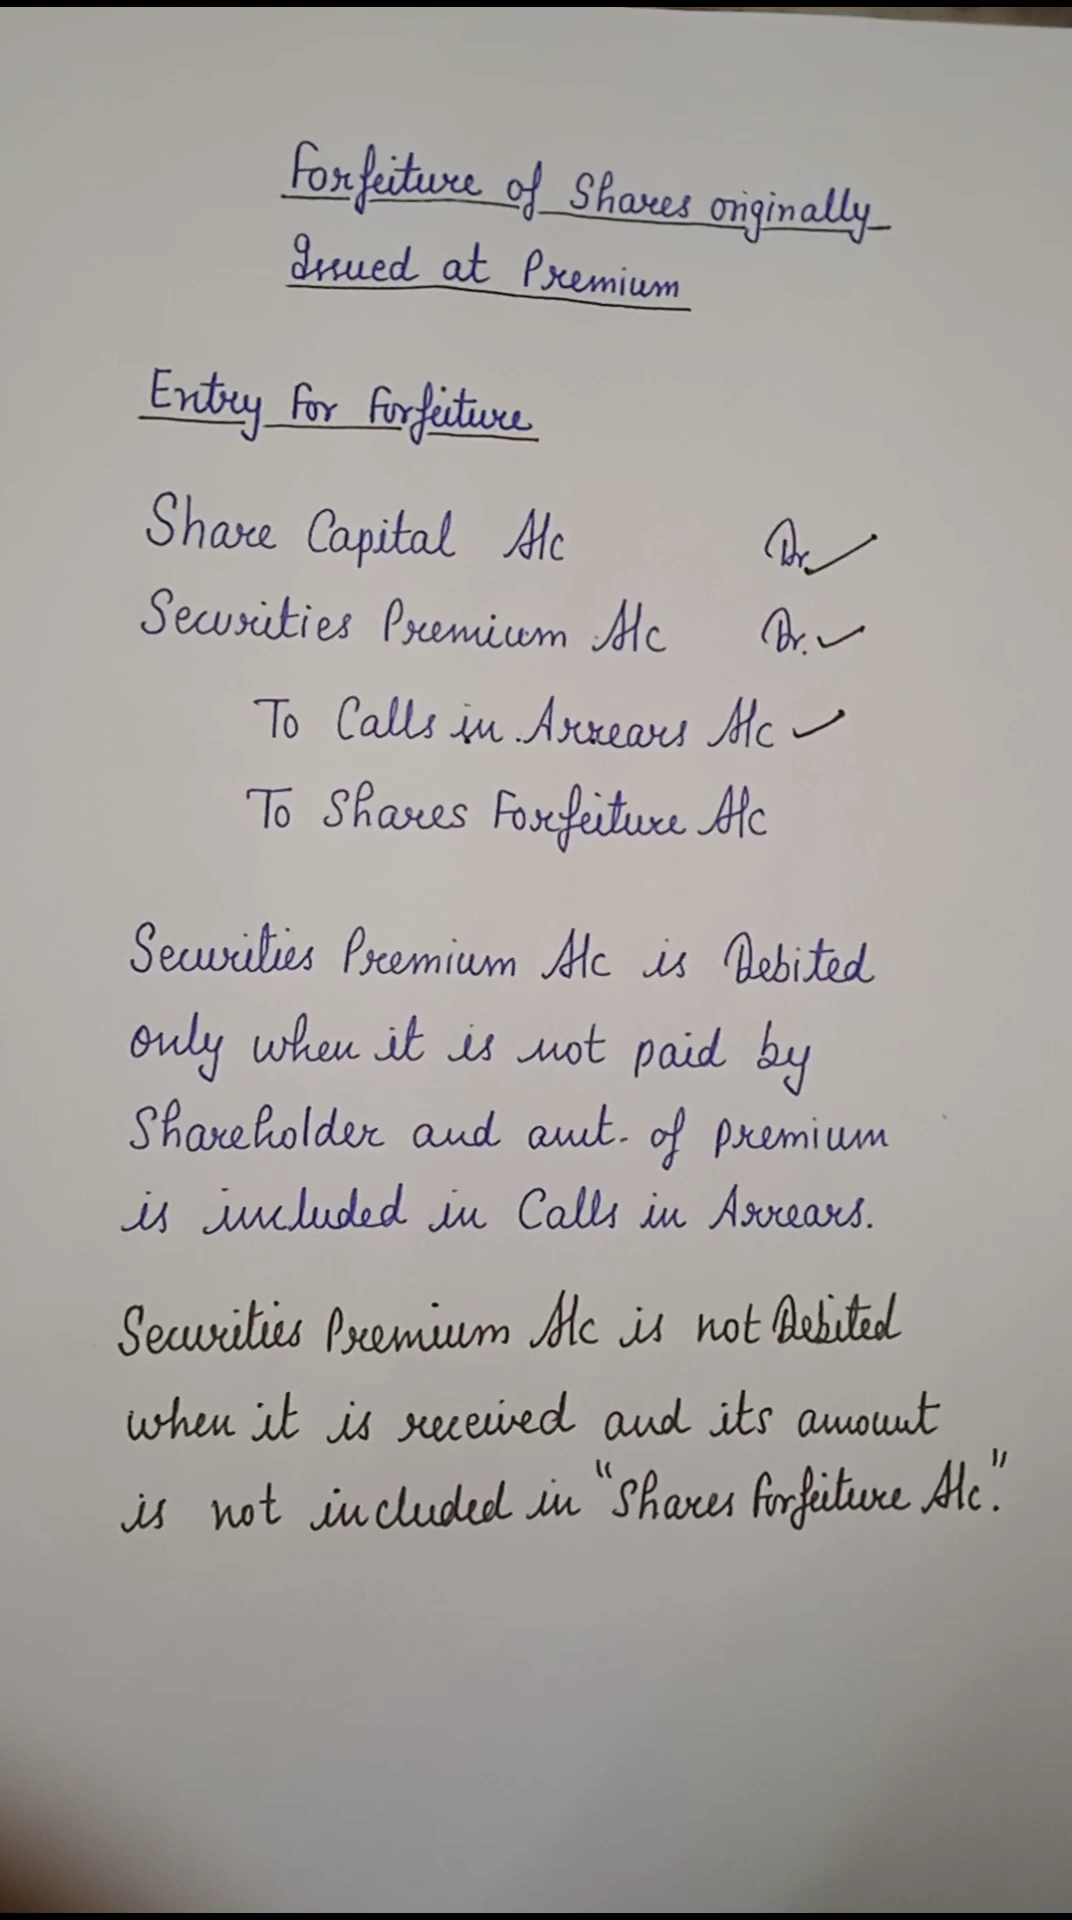 Forfeiture of Shares originally
Issued at Premium
Entry For Forfeiture
Share Capital A/c Dr.
Securities Premium A/c Dr.
To Calls in Arrears A/c
To Shares Forfeiture A/c
Securities Premium A/c is Debited
only when it is not paid by
Shareholder and amt. of premium
is included in Calls in Arrears.
Securities Premium A/c is not Debited
when it is received and its amount
is not included in "Shares Forfeiture A/c."